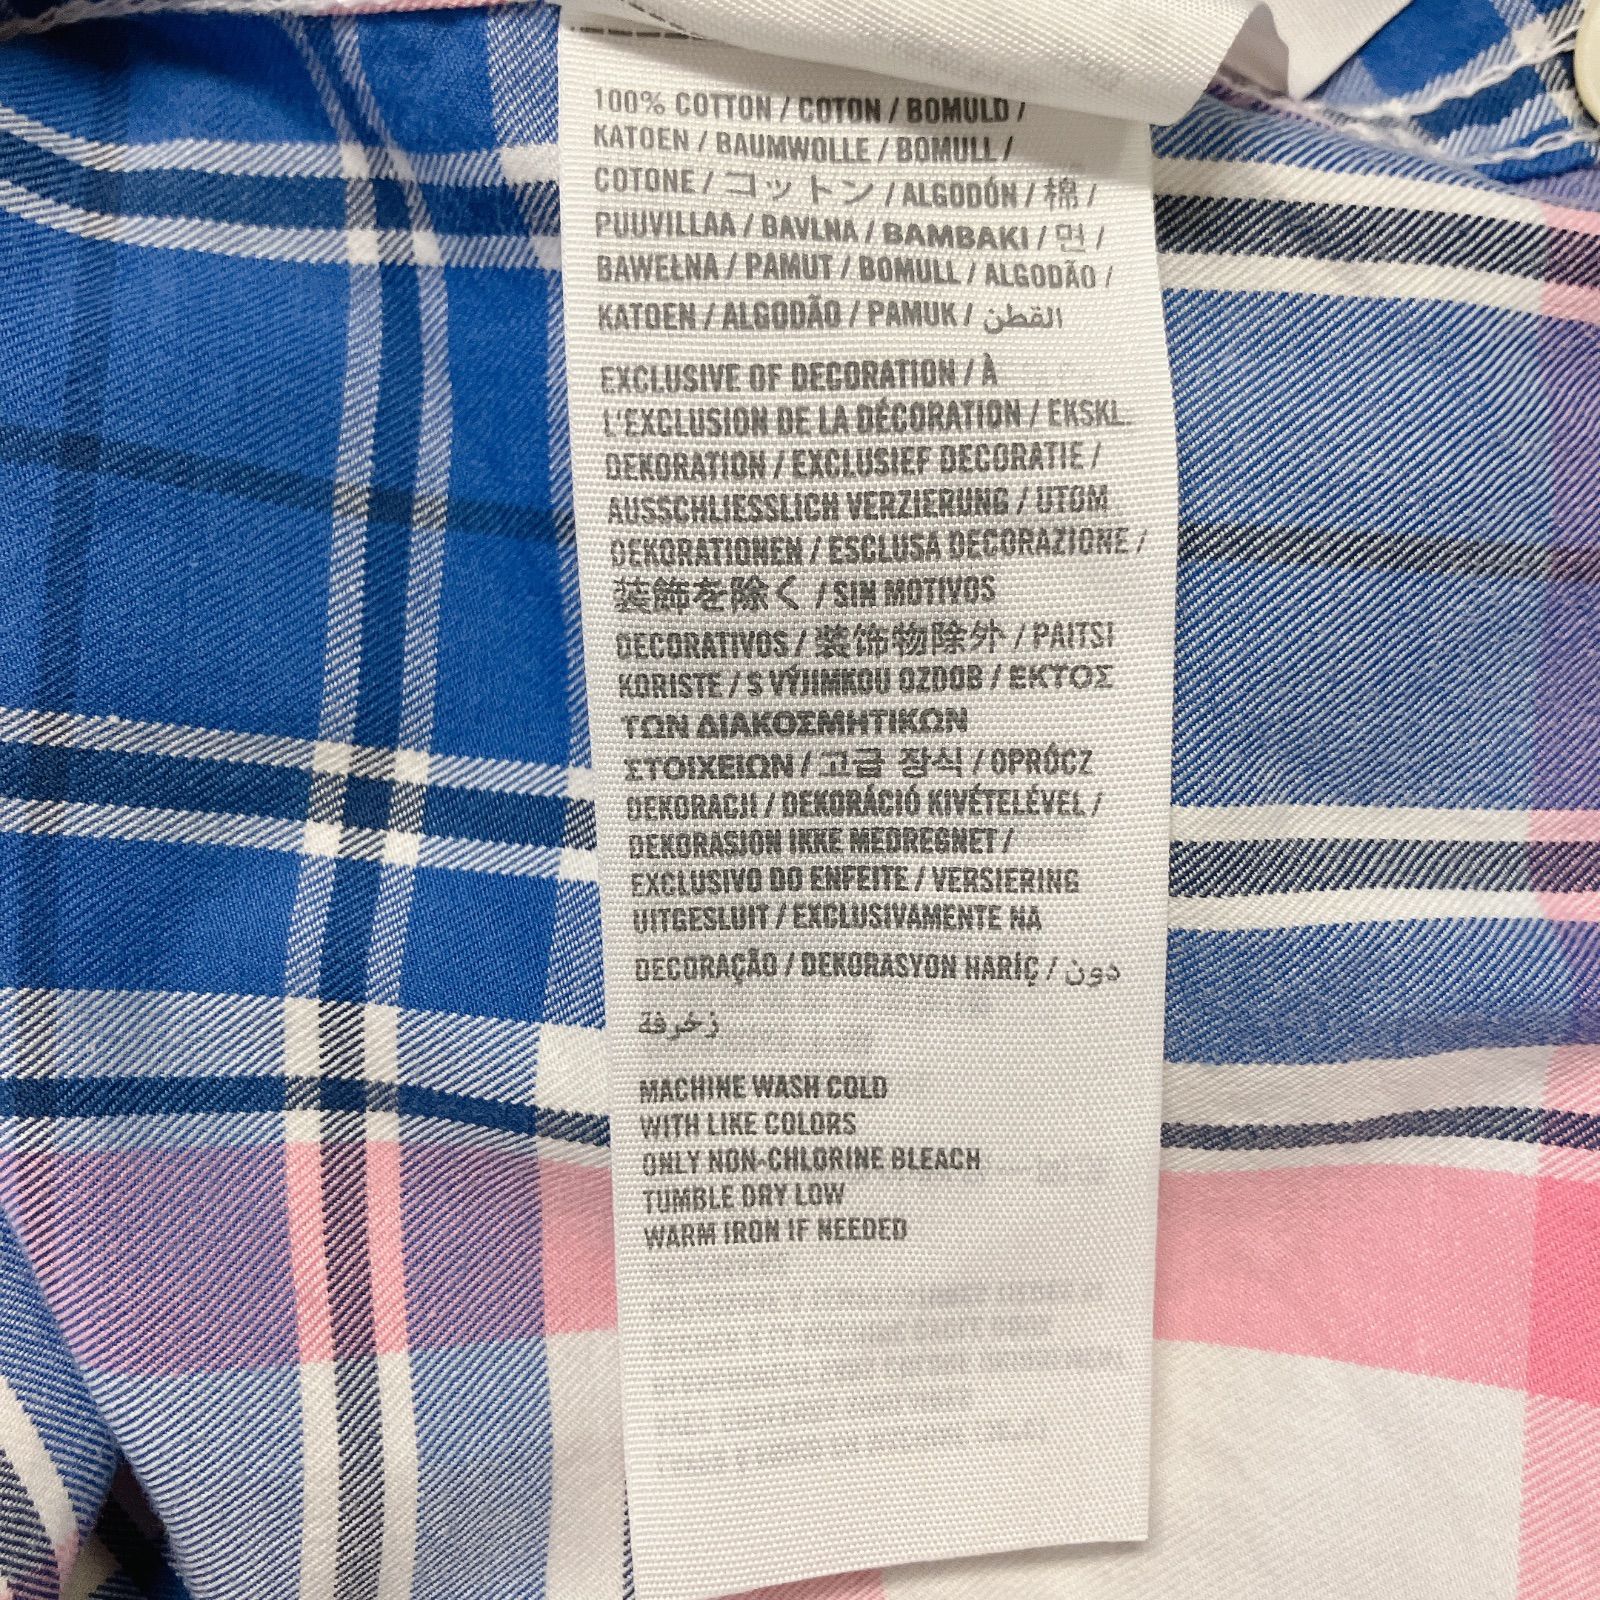 100% COTTON / COTON / BOMULD /
KATOEN / BAUMWOLLE / BOMULL /
COTONE / コットン / ALGODÓN / 棉 /
PUUVILLAA / BAVLNA / BAMBAKI / 면 /
BAWEŁNA / PAMUT / BOMULL / ALGODÃO /
KATOEN / ALGODÃO / PAMUK / القطن
EXCLUSIVE OF DECORATION / À
L'EXCLUSION DE LA DÉCORATION / EKSKL.
DEKORATION / EXCLUSIEF DECORATIE /
AUSSCHLIESSLICH VERZIERUNG / UTOM
DEKORATIONEN / ESCLUSA DECORAZIONE /
装飾を除く / SIN MOTIVOS
DECORATIVOS / 装饰物除外 / PAITSI
KORISTE / S VÝJIMKOU OZDOB / ΕΚΤΟΣ
ΤΩΝ ΔΙΑΚΟΣΜΗΤΙΚΩΝ
ΣΤΟΙΧΕΙΩΝ / 고급 장식 / OPRÓCZ
DEKORACJI / DEKORÁCIÓ KIVÉTELÉVEL /
DEKORASJON IKKE MEDREGNET /
EXCLUSIVO DO ENFEITE / VERSIERING
UITGESLUIT / EXCLUSIVAMENTE NA
DECORAÇÃO / DEKORASYON HARİÇ / دون
زخرفة
MACHINE WASH COLD
WITH LIKE COLORS
ONLY NON-CHLORINE BLEACH
TUMBLE DRY LOW
WARM IRON IF NEEDED